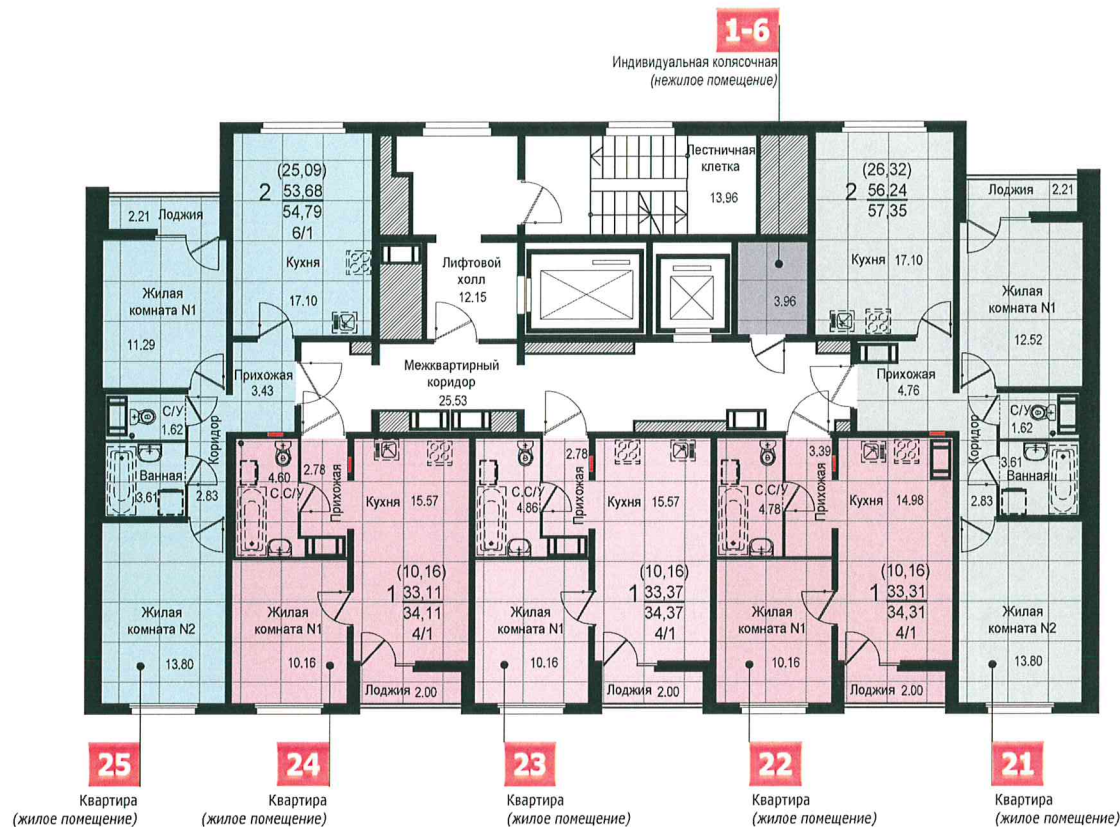 1-6
Индивидуальная колясочная
(нежилое помещение)
(25,09)
2 53,68
54,79
6/1
Кухня
17.10
2.21 Лоджия
Жилая
комната N1
11.29
Прихожая
3.43
С/У
1.62
Коридор
Ванная
3.61
2.83
Жилая
комната N2
13.80
Лестничная
клетка
13.96
Лифтовой
холл
12.15
3.96
Межквартирный
коридор
25.53
(26,32)
2 56,24
57,35
Кухня
17.10
Лоджия 2.21
Жилая
комната N1
12.52
Прихожая
4.76
С/У
1.62
Коридор
3.61
Ванная
2.83
Жилая
комната N2
13.80
4.60
С.С/У
2.78
Прихожая
Кухня
15.57
(10,16)
1 33,11
34,11
4/1
Жилая
комната N1
10.16
Лоджия 2.00
С.С/У
4.86
2.78
Прихожая
Кухня
15.57
(10,16)
1 33,37
34,37
4/1
Жилая
комната N1
10.16
Лоджия 2.00
С.С/У
4.78
3.39
Прихожая
Кухня
14.98
(10,16)
1 33,31
34,31
4/1
Жилая
комната N1
10.16
Лоджия 2.00
25
Квартира
(жилое помещение)
24
Квартира
(жилое помещение)
23
Квартира
(жилое помещение)
22
Квартира
(жилое помещение)
21
Квартира
(жилое помещение)